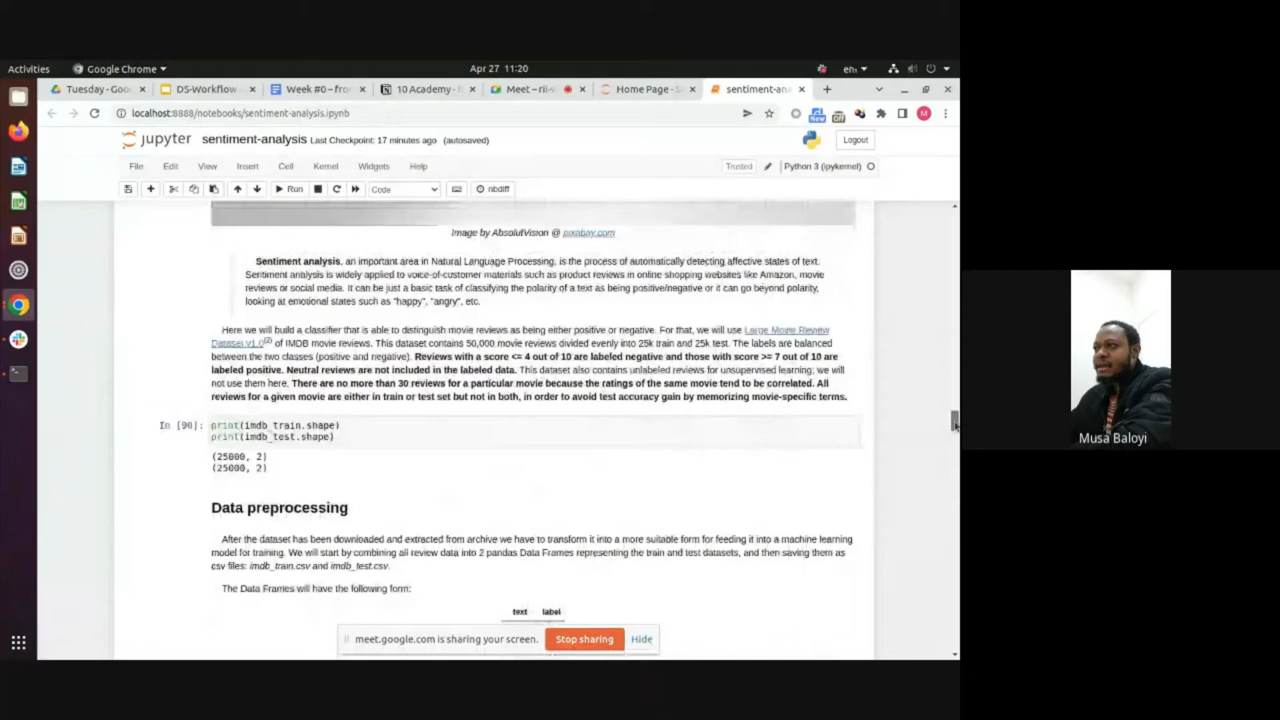 Activities
Google Chrome
Apr 27 11:20
en
Tuesday - Goo
DS-Workflow
Week #0 – fro
10 Academy -
Meet – rii-
Home Page - S
sentiment-ana
localhost:8888/notebooks/sentiment-analysis.ipynb
New
Off
M
jupyter sentiment-analysis Last Checkpoint: 17 minutes ago (autosaved)
Logout
File Edit View Insert Cell Kernel Widgets Help
Trusted
Python 3 (ipykernel)
Run
Code
nbdiff
Image by AbsolutVision @ pixabay.com
Sentiment analysis, an important area in Natural Language Processing, is the process of automatically detecting affective states of text.
Sentiment analysis is widely applied to voice-of-customer materials such as product reviews in online shopping websites like Amazon, movie
reviews or social media. It can be just a basic task of classifying the polarity of a text as being positive/negative or it can go beyond polarity,
looking at emotional states such as "happy", "angry", etc.
Here we will build a classifier that is able to distinguish movie reviews as being either positive or negative. For that, we will use Large Movie Review
Dataset v1.0(2) of IMDB movie reviews. This dataset contains 50,000 movie reviews divided evenly into 25k train and 25k test. The labels are balanced
between the two classes (positive and negative). Reviews with a score <= 4 out of 10 are labeled negative and those with score >= 7 out of 10 are
labeled positive. Neutral reviews are not included in the labeled data. This dataset also contains unlabeled reviews for unsupervised learning; we will
not use them here. There are no more than 30 reviews for a particular movie because the ratings of the same movie tend to be correlated. All
reviews for a given movie are either in train or test set but not in both, in order to avoid test accuracy gain by memorizing movie-specific terms.
In [90]: print(imdb_train.shape)
print(imdb_test.shape)
(25000, 2)
(25000, 2)
Data preprocessing
After the dataset has been downloaded and extracted from archive we have to transform it into a more suitable form for feeding it into a machine learning
model for training. We will start by combining all review data into 2 pandas Data Frames representing the train and test datasets, and then saving them as
csv files: imdb_train.csv and imdb_test.csv.
The Data Frames will have the following form:
text label
meet.google.com is sharing your screen.
Stop sharing
Hide
Musa Baloyi